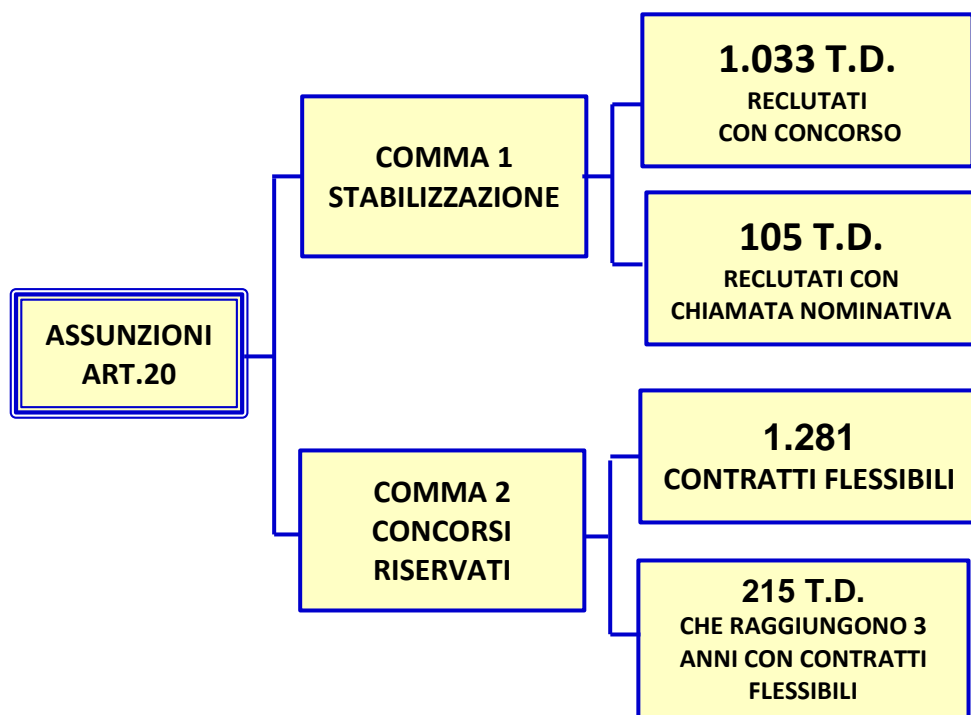 ASSUNZIONI
ART.20
COMMA 1
STABILIZZAZIONE
1.033 T.D.
RECLUTATI
CON CONCORSO
105 T.D.
RECLUTATI CON
CHIAMATA NOMINATIVA
COMMA 2
CONCORSI
RISERVATI
1.281
CONTRATTI FLESSIBILI
215 T.D.
CHE RAGGIUNGONO 3
ANNI CON CONTRATTI
FLESSIBILI